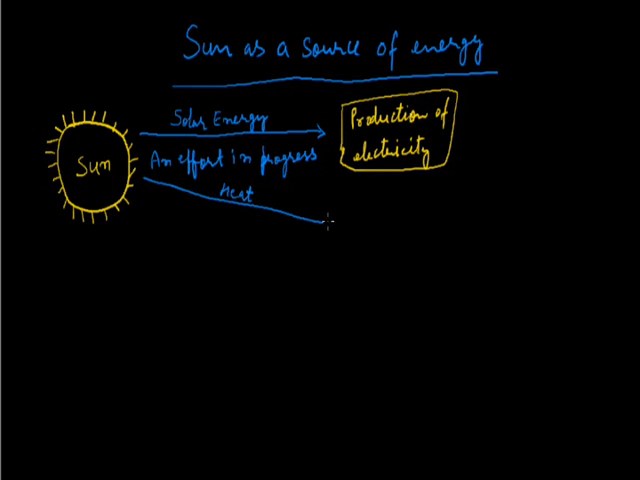 Sun as a source of energy
Solar Energy
Production of
electricity
An effort in progress
Sun
Heat